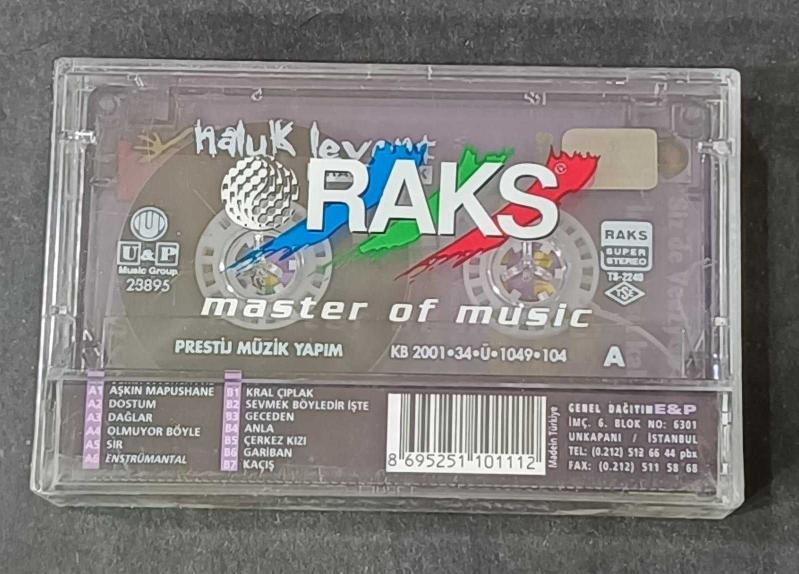 haluk levent
RAKS
®
master of music
U
U&P
Music Group
23895
RAKS
SUPER
STEREO
TS-2240
TSE
PRESTİJ MÜZİK YAPIM
KB 2001•34•Ü•1049•104
A
A1 AŞKIN MAPUSHANE
A2 DOSTUM
A3 DAĞLAR
A4 OLMUYOR BÖYLE
A5 SIR
A6 ENSTRÜMANTAL
B1 KRAL ÇIPLAK
B2 SEVMEK BÖYLEDİR İŞTE
B3 GECEDEN
B4 ANLA
B5 ÇERKEZ KIZI
B6 GARİBAN
B7 KAÇIŞ
8 695251 101112
Made in Türkiye
GENEL DAĞITIM E&P
İMÇ. 6. BLOK NO: 6301
UNKAPANI / İSTANBUL
TEL: (0.212) 512 66 44 pbx
FAX: (0.212) 511 58 68